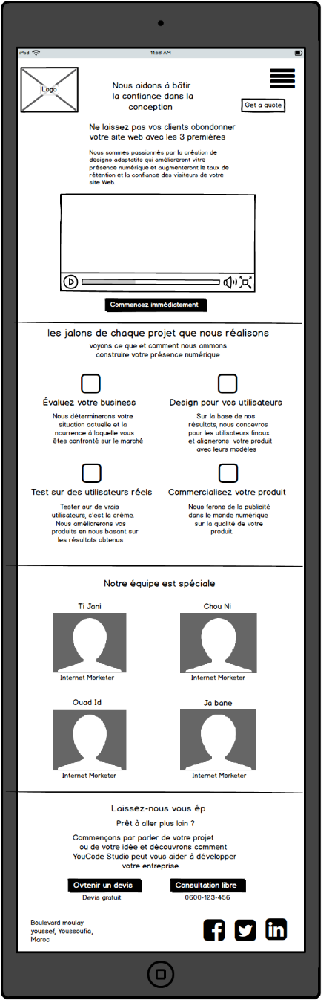 iPod
11:58 AM
Logo
Nous aidons à bâtir
la confiance dans la
conception
Get a quote
Ne laissez pas vos clients obondonner
votre site web avec les 3 premiéres
Nous sommes passionnés par la création de
designs adaptatifs qui amélioreront vitre
présence numérique et augmenteront le taux de
rétention et la confiance des visiteurs de votre
site Web.
Commencez immédiatement
les jalons de chaque projet que nous réalisons
voyons ce que et comment nous ammons
construire votre présence numérique
Évaluez votre business
Nous déterminerons votre
situation actuelle et la
ncurrence à laquelle vous
êtes confronté sur le marché
Design pour vos utilisateurs
Sur la base de nos
résultats, nous concevros
pour les utilisateurs finaux
et alignerons votre produit
avec leurs modèles
Test sur des utilisateurs réels
Tester sur de vrais
utilisateurs, c'est la crème.
Nous améliorerons vos
produits en nous basant sur
les résultats obtenus
Commercialisez votre produit
Nous ferons de la publicité
dans le monde numérique
sur la qualité de votre
produit.
Notre équipe est spéciale
Ti Jani
Internet Morketer
Chou Ni
Internet Morketer
Ouad Id
Internet Morketer
Ja bane
Internet Morketer
Laissez-nous vous ép
Prêt à aller plus loin ?
Commençons par parler de votre projet
ou de votre idée et découvrons comment
YouCode Studio peut vous aider à développer
votre entreprise.
Ovtenir un devis
Devis gratuit
Consultation libre
0600-123-456
Boulevard moulay
youssef, Youssoufia,
Maroc